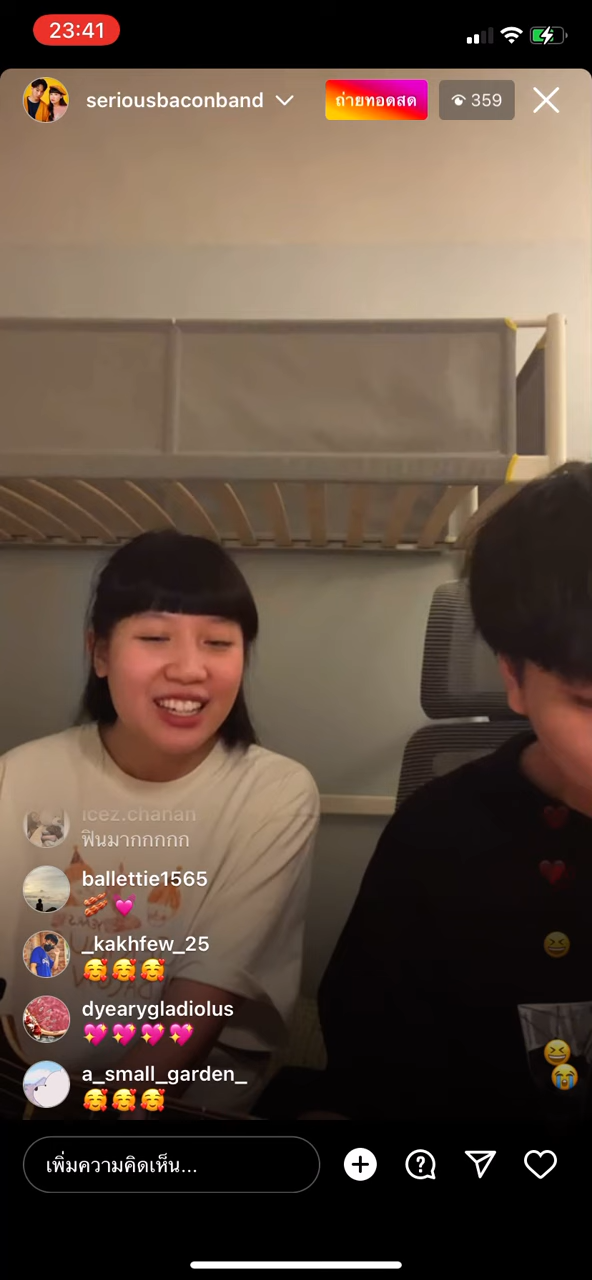 23:41
seriousbaconband
ถ่ายทอดสด
359
icez.chanan
ฟินมากกกกก
ballettie1565
🥓💓
_kakhfew_25
🥰🥰🥰
dyearygladiolus
💖💖💖💖
a_small_garden_
🥰🥰🥰
เพิ่มความคิดเห็น...